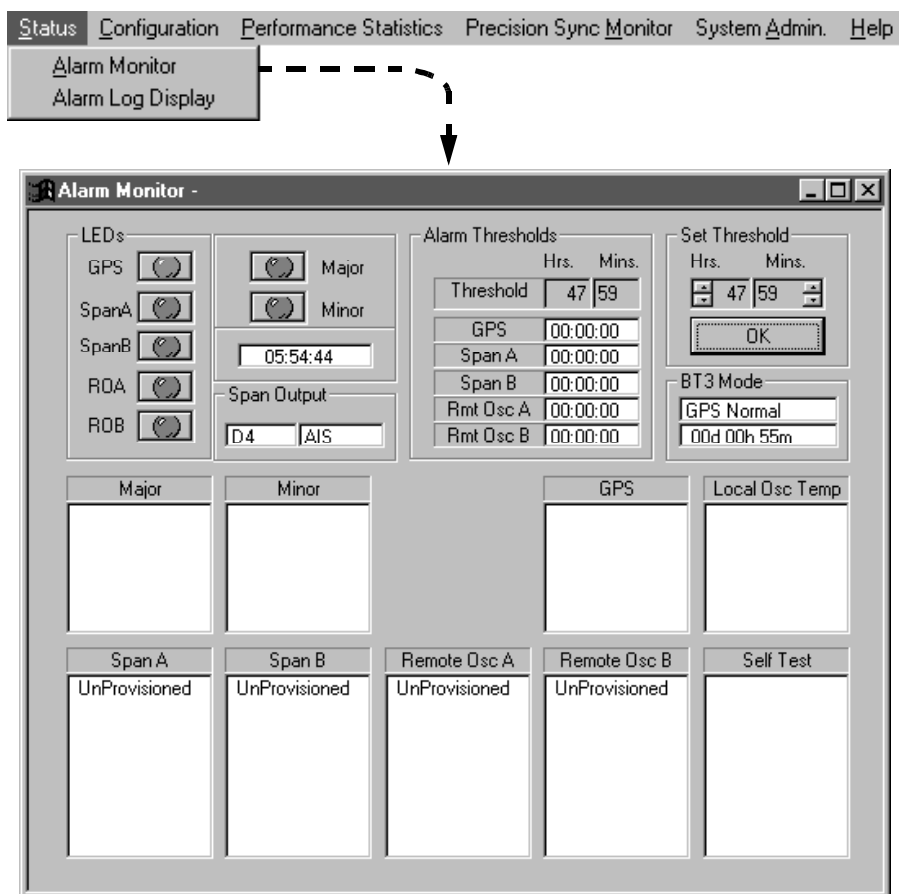 Status Configuration Performance Statistics Precision Sync Monitor System Admin. Help
Alarm Monitor
Alarm Log Display
Alarm Monitor -
LEDs
GPS
SpanA
SpanB
ROA
ROB
Major
Minor
05:54:44
Span Output
D4 AIS
Alarm Thresholds
Hrs. Mins.
Threshold 47 59
GPS 00:00:00
Span A 00:00:00
Span B 00:00:00
Rmt Osc A 00:00:00
Rmt Osc B 00:00:00
Set Threshold
Hrs. Mins.
47 59
OK
BT3 Mode
GPS Normal
00d 00h 55m
Major Minor GPS Local Osc Temp
Span A Span B Remote Osc A Remote Osc B Self Test
UnProvisioned UnProvisioned UnProvisioned UnProvisioned